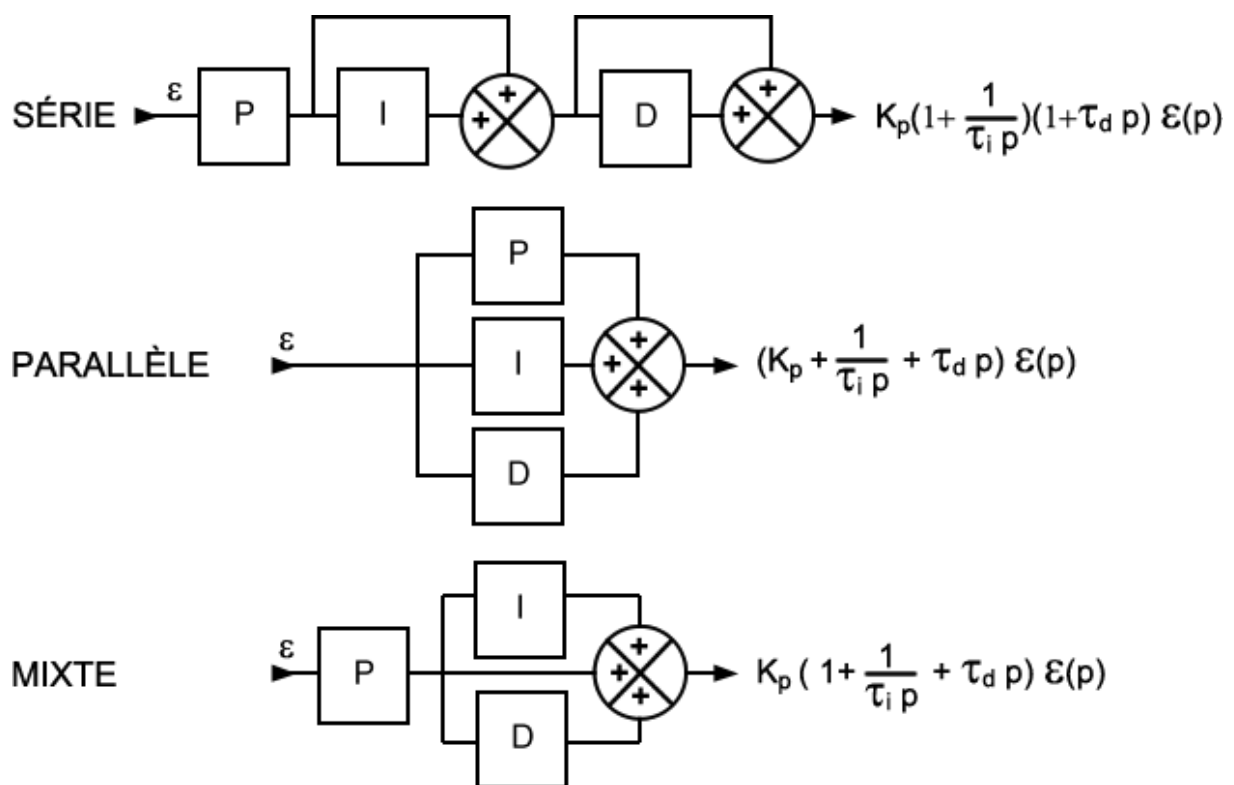 SÉRIE ε P I + + D + + Kp(1+ 1/(τi p))(1+τd p) ε(p)
PARALLÈLE ε P I D + + + (Kp + 1/(τi p) + τd p) ε(p)
MIXTE ε P I D + + + Kp ( 1+ 1/(τi p) + τd p) ε(p)